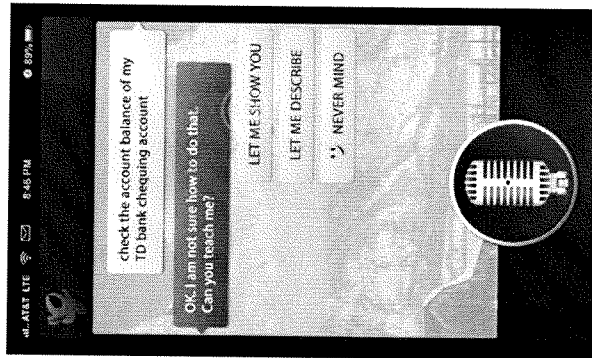 AT&T LTE 8:46 PM 89%
check the account balance of my
TD bank chequing account
OK. I am not sure how to do that.
Can you teach me?
LET ME SHOW YOU
LET ME DESCRIBE
NEVER MIND